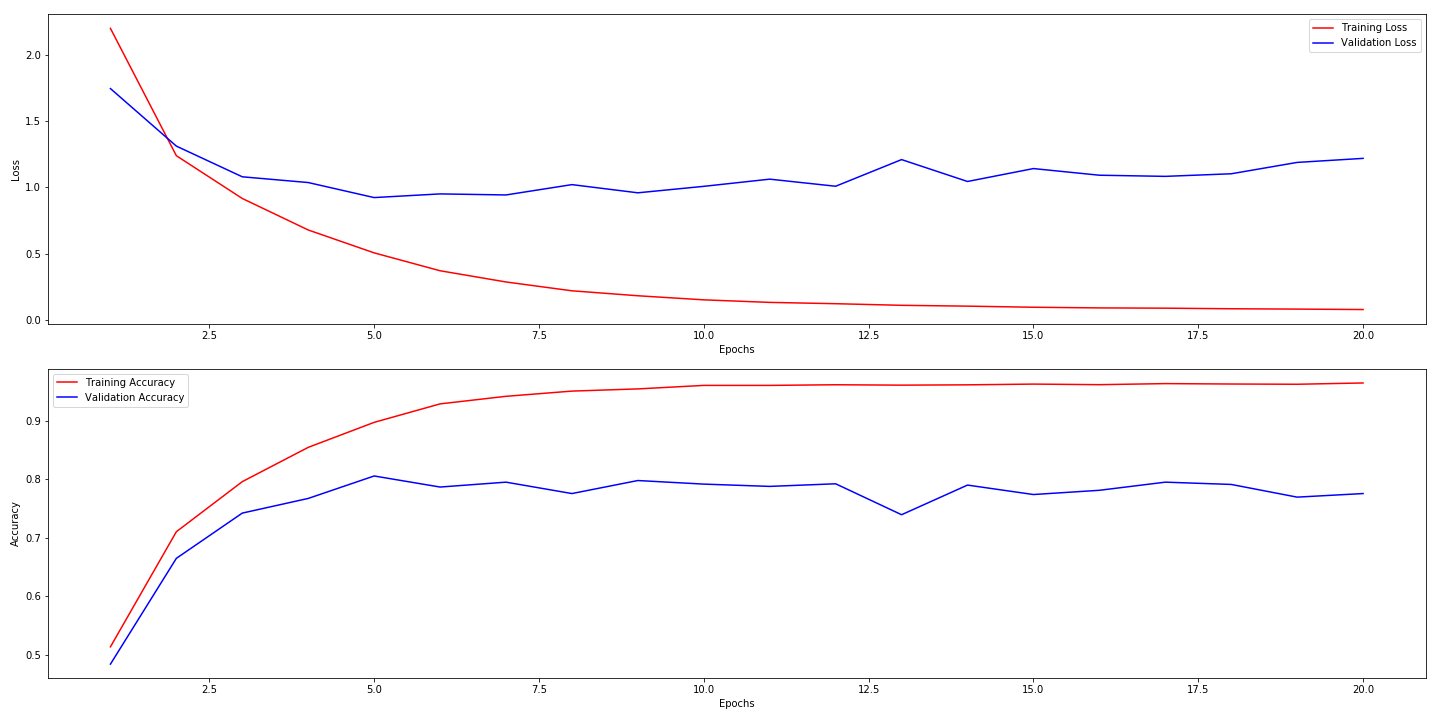 Training Loss
Validation Loss
2.0
1.5
1.0
0.5
0.0
Loss
2.5 5.0 7.5 10.0 12.5 15.0 17.5 20.0
Epochs
Training Accuracy
Validation Accuracy
0.9
0.8
0.7
0.6
0.5
Accuracy
2.5 5.0 7.5 10.0 12.5 15.0 17.5 20.0
Epochs